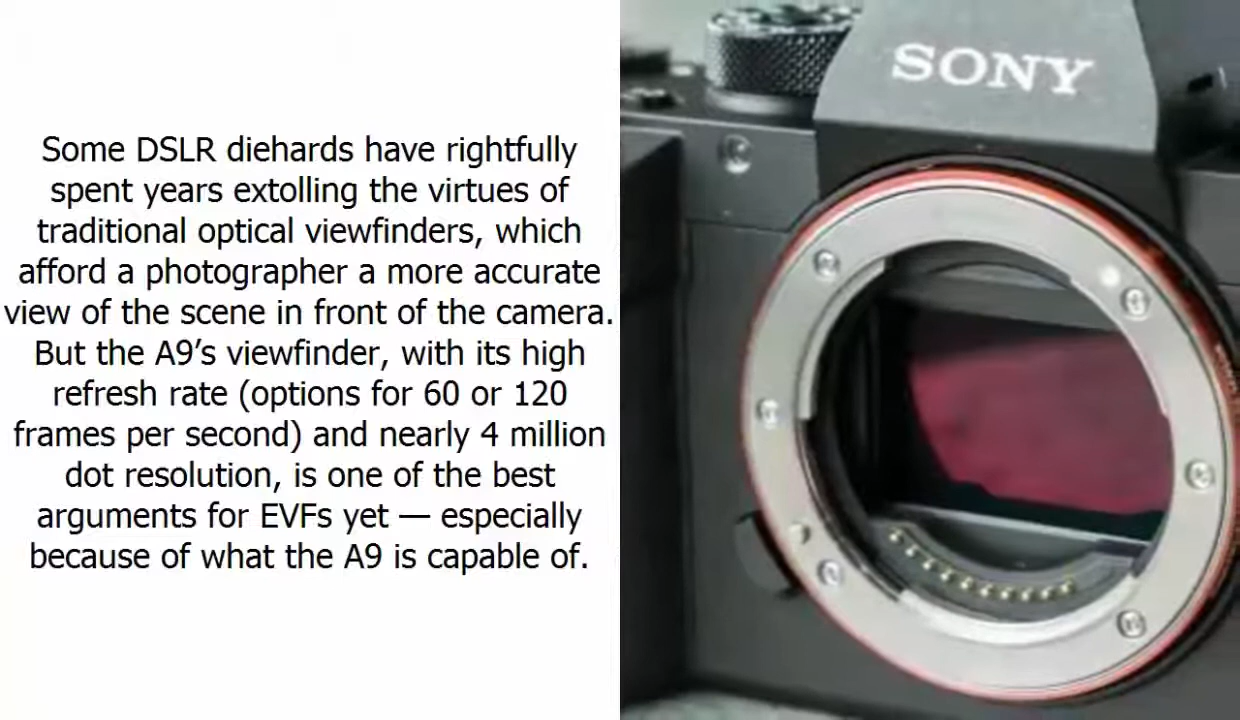 Some DSLR diehards have rightfully
spent years extolling the virtues of
traditional optical viewfinders, which
afford a photographer a more accurate
view of the scene in front of the camera.
But the A9’s viewfinder, with its high
refresh rate (options for 60 or 120
frames per second) and nearly 4 million
dot resolution, is one of the best
arguments for EVFs yet — especially
because of what the A9 is capable of.
SONY